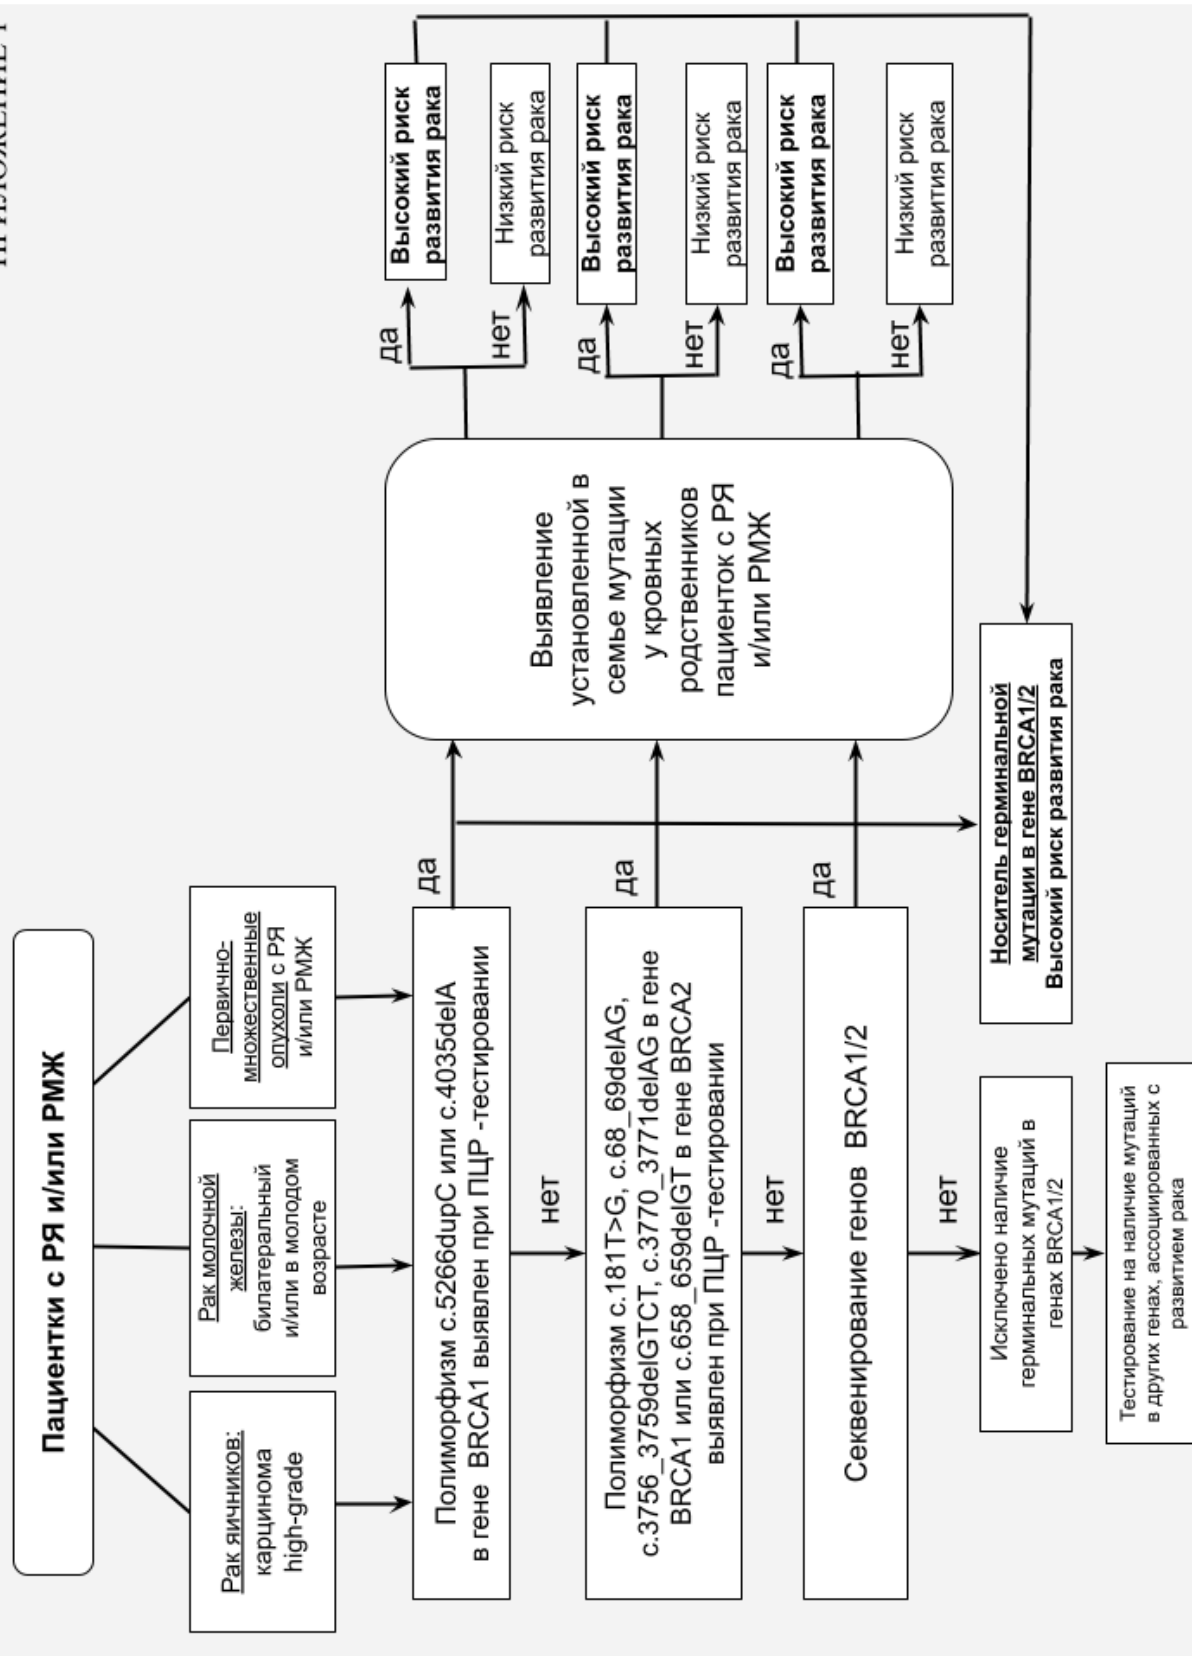 ПРИЛОЖЕНИЕ 1
Пациентки с РЯ и/или РМЖ
Рак яичников:
карцинома
high-grade
Рак молочной
железы:
билатеральный
и/или в молодом
возрасте
Первично-
множественные
опухоли с РЯ
и/или РМЖ
Полиморфизм c.5266dupC или c.4035delA
в гене BRCA1 выявлен при ПЦР -тестировании
да
нет
Полиморфизм c.181T>G, c.68_69delAG,
c.3756_3759delGTCT, c.3770_3771delAG в гене
BRCA1 или c.658_659delGT в гене BRCA2
выявлен при ПЦР -тестировании
да
нет
Секвенирование генов BRCA1/2
да
нет
Исключено наличие
герминальных мутаций в
генах BRCA1/2
Тестирование на наличие мутаций
в других генах, ассоциированных с
развитием рака
Носитель герминальной
мутации в гене BRCA1/2
Высокий риск развития рака
Выявление
установленной в
семье мутации
у кровных
родственников
пациенток с РЯ
и/или РМЖ
да
Высокий риск
развития рака
нет
Низкий риск
развития рака
да
Высокий риск
развития рака
нет
Низкий риск
развития рака
да
Высокий риск
развития рака
нет
Низкий риск
развития рака